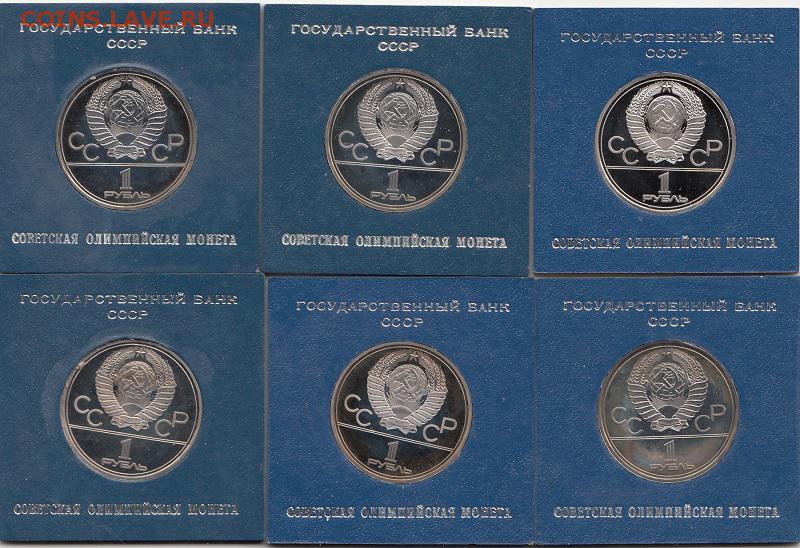 COINS.LAVE.RU
ГОСУДАРСТВЕННЫЙ БАНК
СССР
СССР
1
РУБЛЬ
СОВЕТСКАЯ ОЛИМПИЙСКАЯ МОНЕТА
ГОСУДАРСТВЕННЫЙ БАНК
СССР
СССР
1
РУБЛЬ
СОВЕТСКАЯ ОЛИМПИЙСКАЯ МОНЕТА
ГОСУДАРСТВЕННЫЙ БАНК
СССР
СССР
1
РУБЛЬ
СОВЕТСКАЯ ОЛИМПИЙСКАЯ МОНЕТА
ГОСУДАРСТВЕННЫЙ БАНК
СССР
СССР
1
РУБЛЬ
СОВЕТСКАЯ ОЛИМПИЙСКАЯ МОНЕТА
ГОСУДАРСТВЕННЫЙ БАНК
СССР
СССР
1
РУБЛЬ
СОВЕТСКАЯ ОЛИМПИЙСКАЯ МОНЕТА
ГОСУДАРСТВЕННЫЙ БАНК
СССР
СССР
1
РУБЛЬ
СОВЕТСКАЯ ОЛИМПИЙСКАЯ МОНЕТА